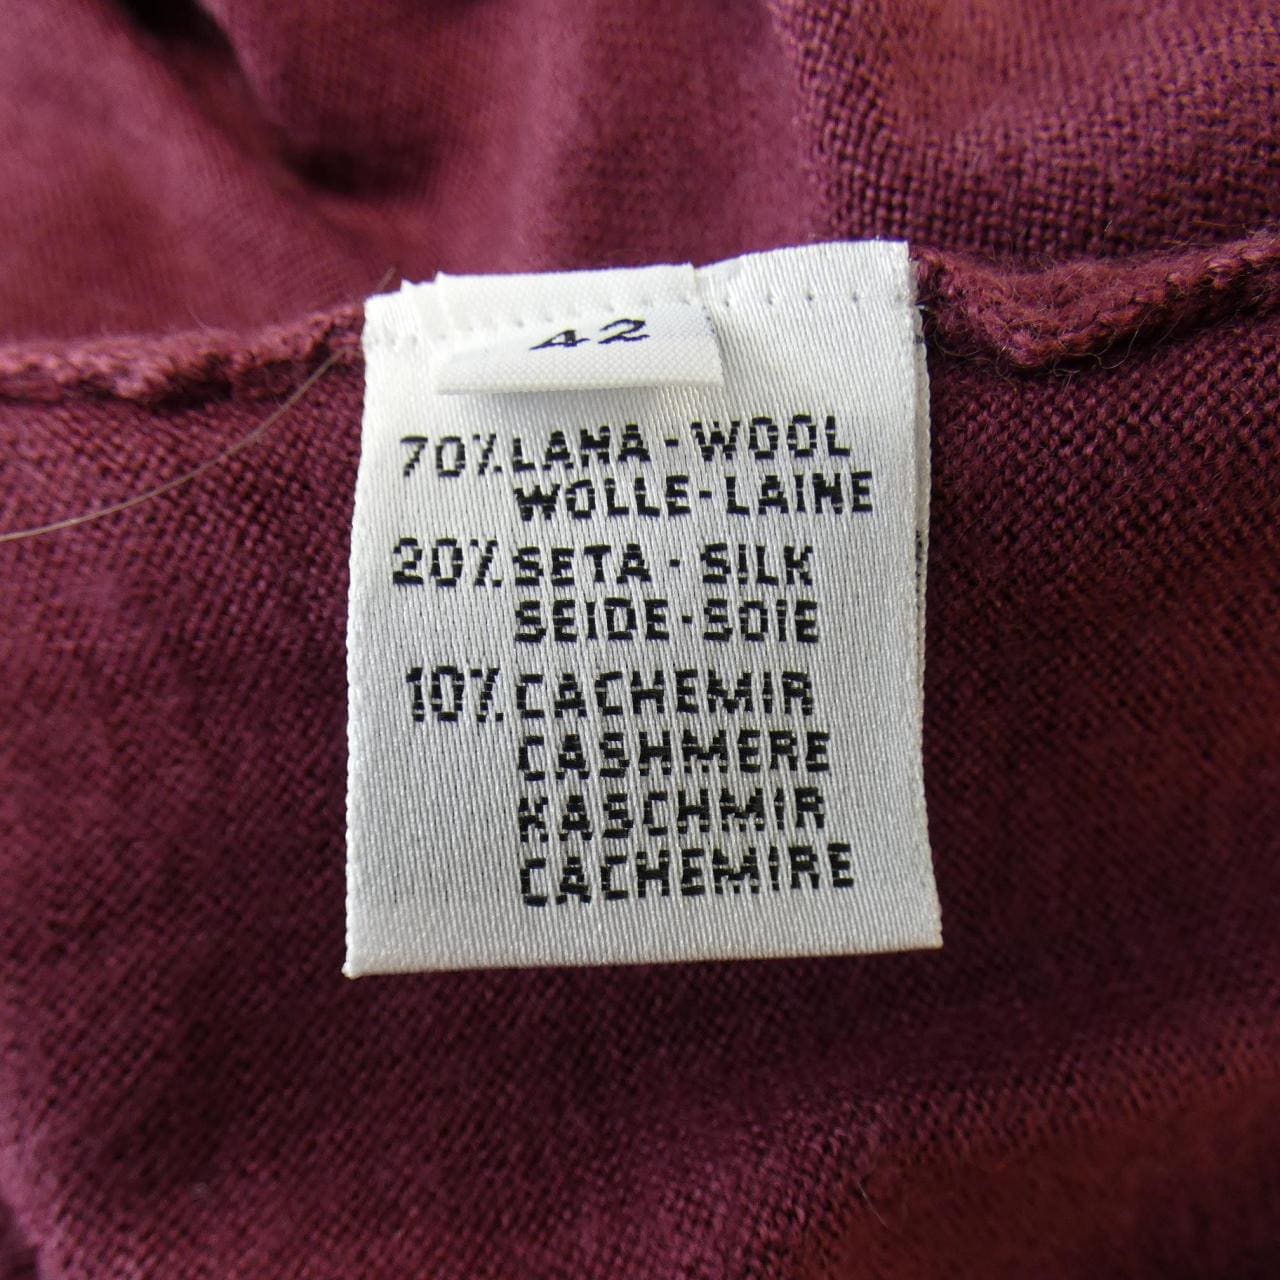 42
70% LANA - WOOL
WOLLE - LAINE
20% SETA - SILK
SEIDE - SOIE
10% CACHEMIR
CASHMERE
KASCHMIR
CACHEMIRE